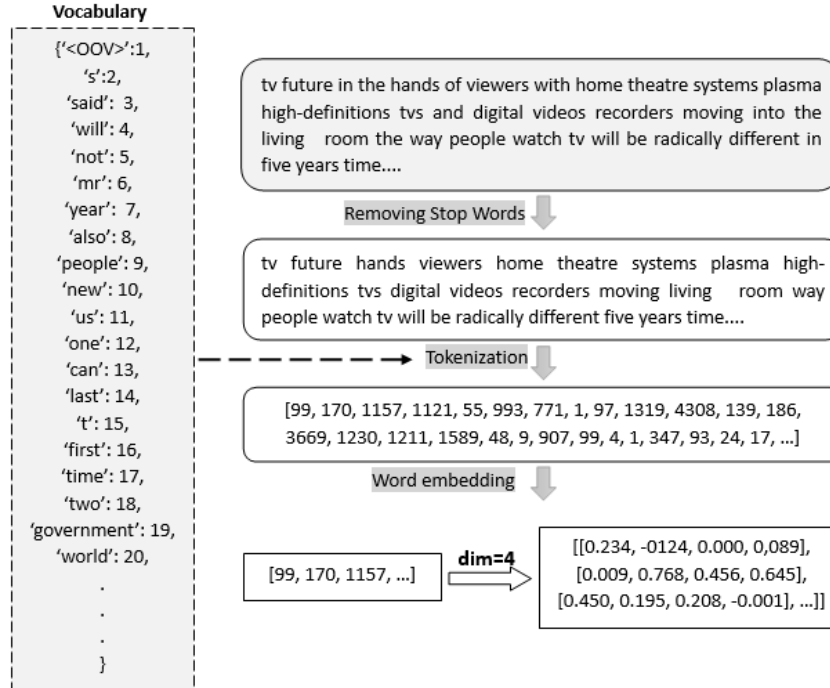 Vocabulary
{‘<OOV>’:1,
‘s’:2,
‘said’: 3,
‘will’: 4,
‘not’: 5,
‘mr’: 6,
‘year’ 7,
‘also’: 8,
‘people’: 9,
‘new’: 10,
‘us’: 11,
‘one’: 12,
‘can’: 13,
‘last’: 14,
‘t’: 15,
‘first’: 16,
‘time’: 17,
‘two’: 18,
‘government’: 19,
‘world’: 20,
.
.
.
}
tv future in the hands of viewers with home theatre systems plasma
high-definitions tvs and digital videos recorders moving into the
living room the way people watch tv will be radically different in
five years time....
Removing Stop Words
tv future hands viewers home theatre systems plasma high-
definitions tvs digital videos recorders moving living room way
people watch tv will be radically different five years time....
Tokenization
[99, 170, 1157, 1121, 55, 993, 771, 1, 97, 1319, 4308, 139, 186,
3669, 1230, 1211, 1589, 48, 9, 907, 99, 4, 1, 347, 93, 24, 17, ...]
Word embedding
[99, 170, 1157, ...]
dim=4
[[0.234, -0124, 0.000, 0,089],
[0.009, 0.768, 0.456, 0.645],
[0.450, 0.195, 0.208, -0.001], ...]]